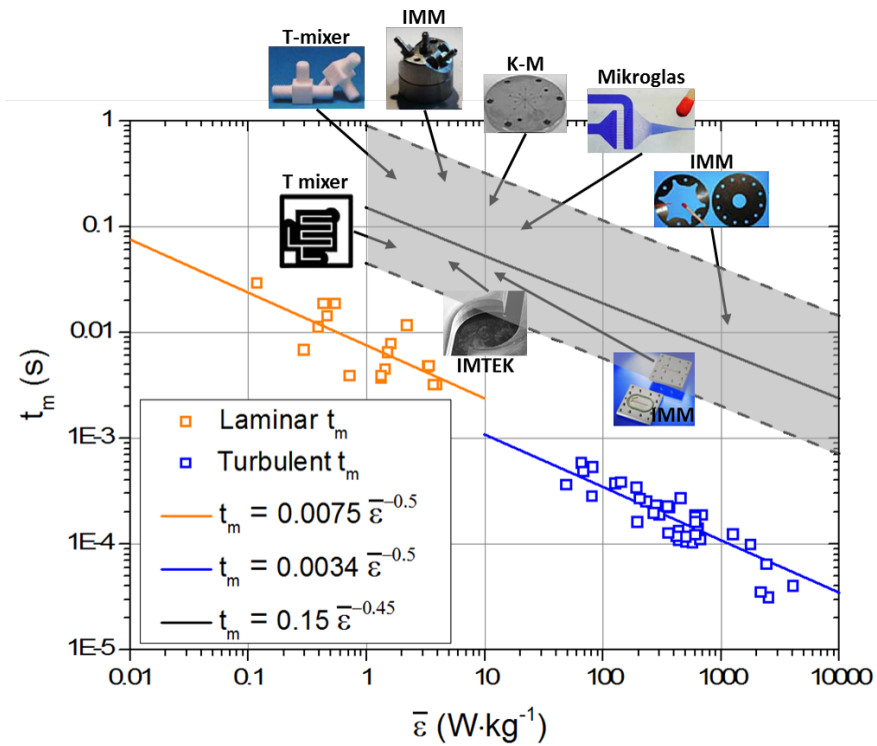 IMM
T-mixer
K-M
Mikroglas
IMM
T mixer
IMTEK
IMM
1
0.1
0.01
1E-3
1E-4
1E-5
t_m (s)
Laminar t_m
Turbulent t_m
t_m = 0.0075 ε̅^-0.5
t_m = 0.0034 ε̅^-0.5
t_m = 0.15 ε̅^-0.45
0.01 0.1 1 10 100 1000 10000
ε̅ (W·kg^-1)